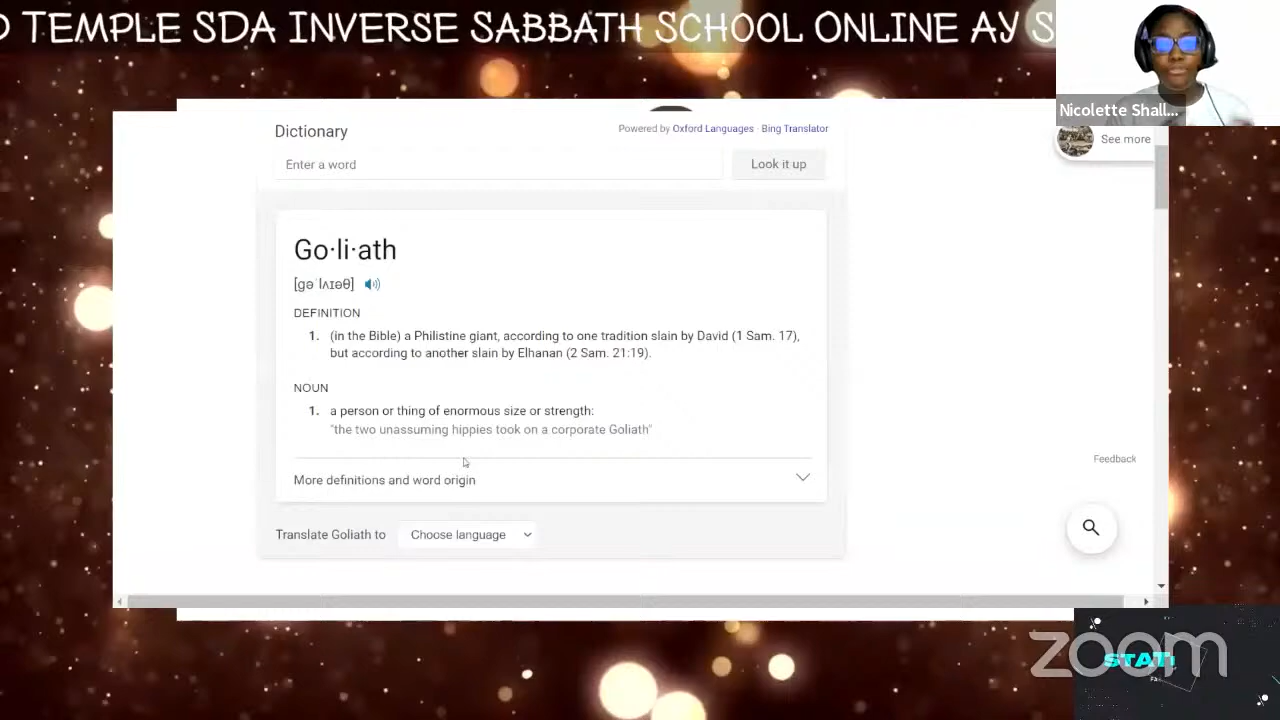 TEMPLE SDA INVERSE SABBATH SCHOOL ONLINE AY
Nicolette Shall...
Dictionary
Powered by Oxford Languages · Bing Translator
See more
Enter a word
Look it up
Go·li·ath
[ɡəˈlʌɪəθ]
DEFINITION
1. (in the Bible) a Philistine giant, according to one tradition slain by David (1 Sam. 17),
but according to another slain by Elhanan (2 Sam. 21:19).
NOUN
1. a person or thing of enormous size or strength:
"the two unassuming hippies took on a corporate Goliath"
Feedback
More definitions and word origin
Translate Goliath to
Choose language
zoom